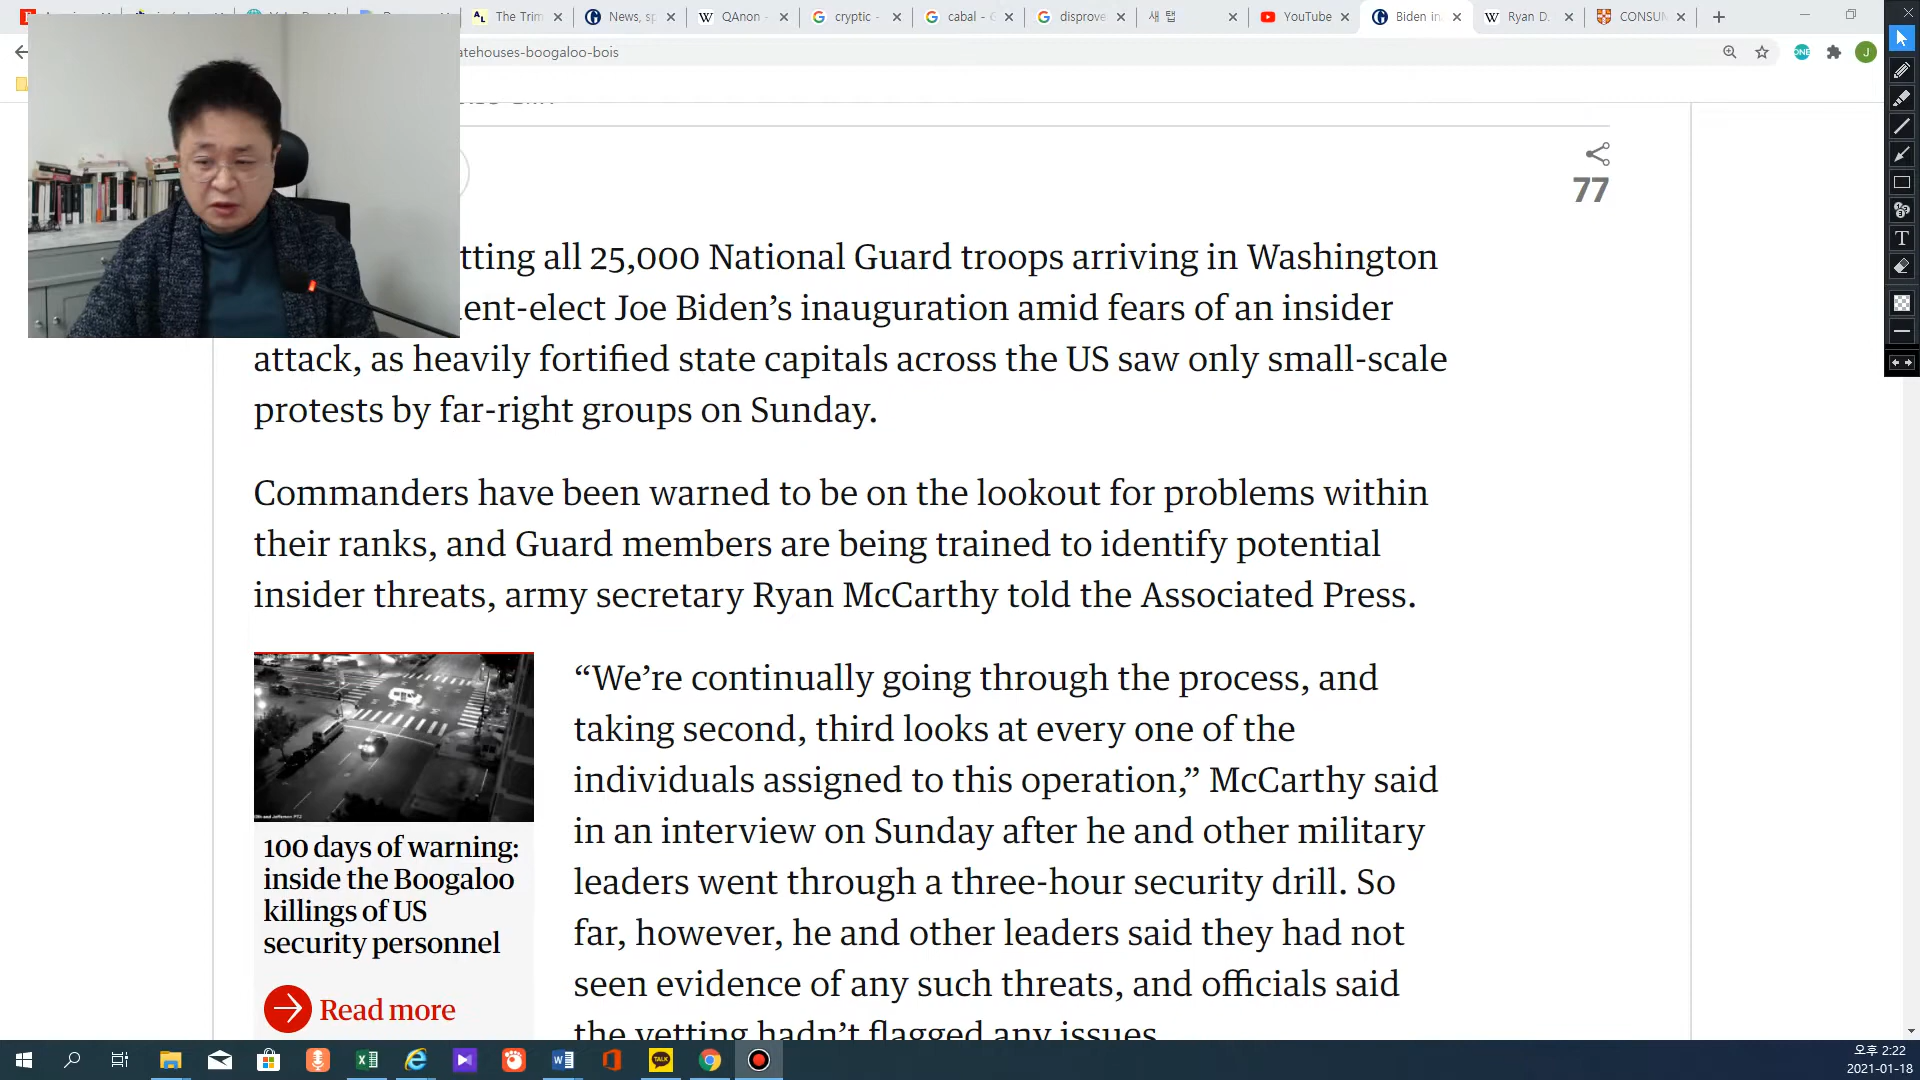 The Trim
News, sp
QAnon -
cryptic -
cabal - G
disprove
새 탭
YouTube
Biden in
Ryan D.
CONSUM
atehouses-boogaloo-bois
ONE
J
77
tting all 25,000 National Guard troops arriving in Washington
ent-elect Joe Biden’s inauguration amid fears of an insider
attack, as heavily fortified state capitals across the US saw only small-scale
protests by far-right groups on Sunday.
Commanders have been warned to be on the lookout for problems within
their ranks, and Guard members are being trained to identify potential
insider threats, army secretary Ryan McCarthy told the Associated Press.
“We’re continually going through the process, and
taking second, third looks at every one of the
individuals assigned to this operation,” McCarthy said
in an interview on Sunday after he and other military
leaders went through a three-hour security drill. So
far, however, he and other leaders said they had not
seen evidence of any such threats, and officials said
the vetting hadn’t flagged any issues.
100 days of warning:
inside the Boogaloo
killings of US
security personnel
Read more
TALK
오후 2:22
2021-01-18